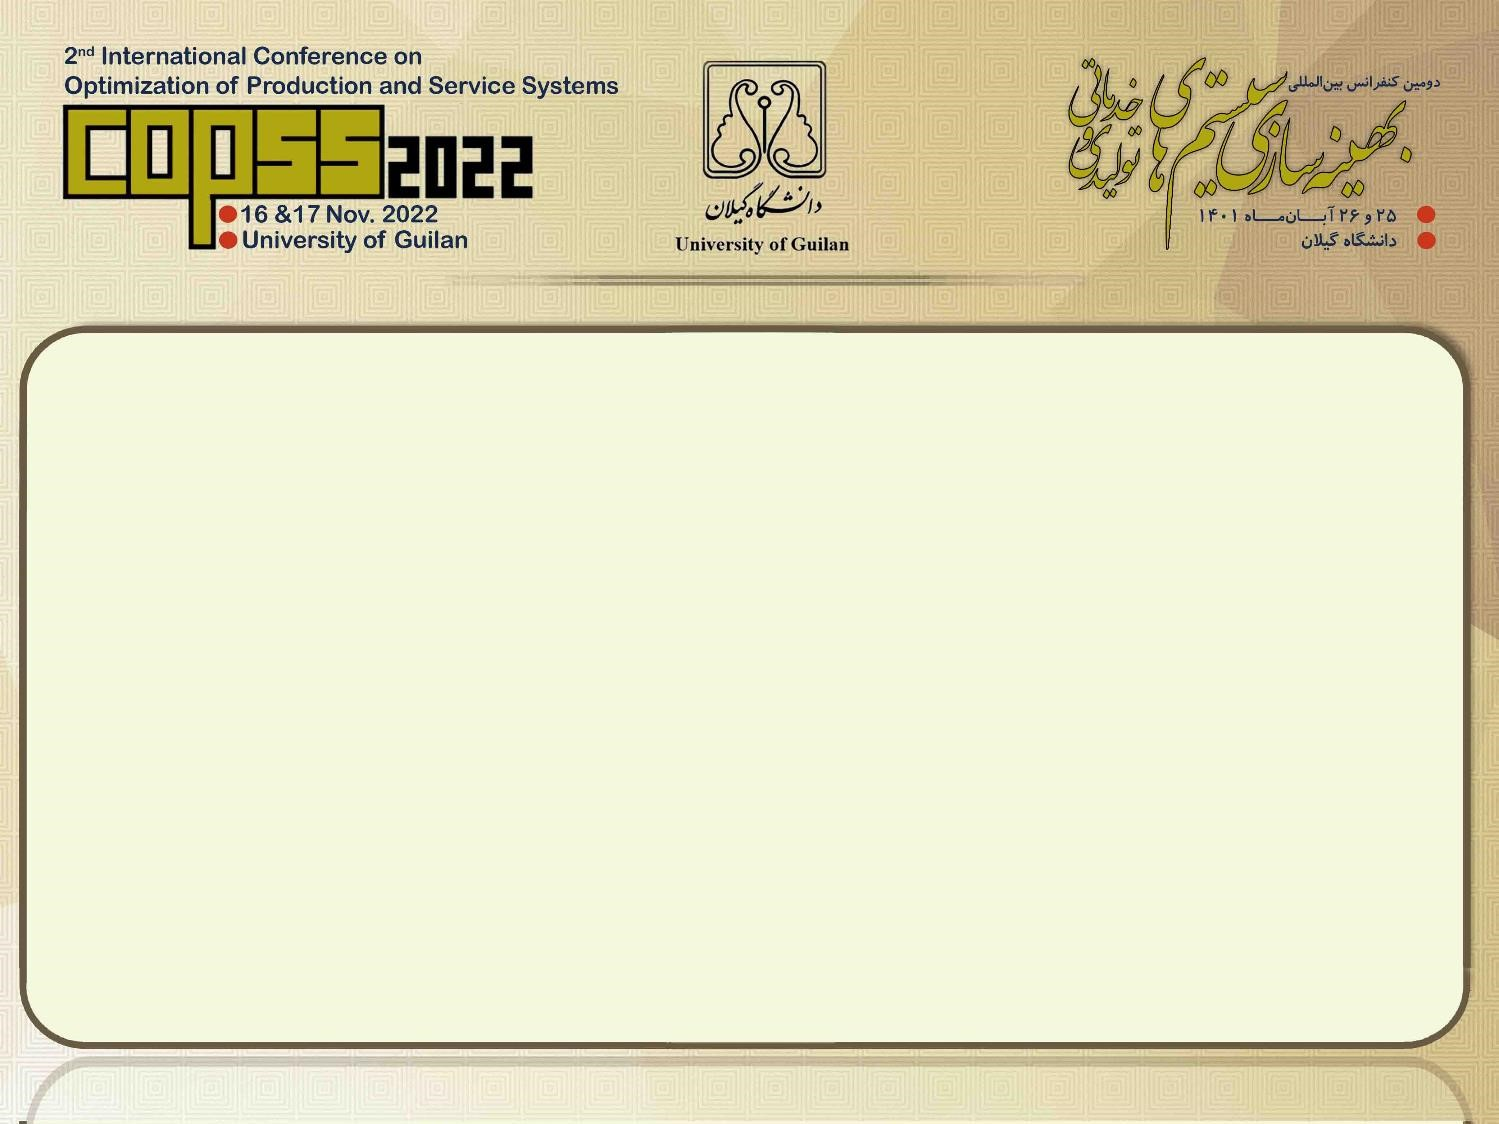 2nd International Conference on
Optimization of Production and Service Systems
COPSS2022
16 &17 Nov. 2022
University of Guilan
دانشگاه گیلان
University of Guilan
دومین کنفرانس بین‌المللی
بهینه‌سازی سیستم‌های
تولیدی و خدماتی
۲۵ و ۲۶ آبـــان‌مـــاه ۱۴۰۱
دانشگاه گیلان